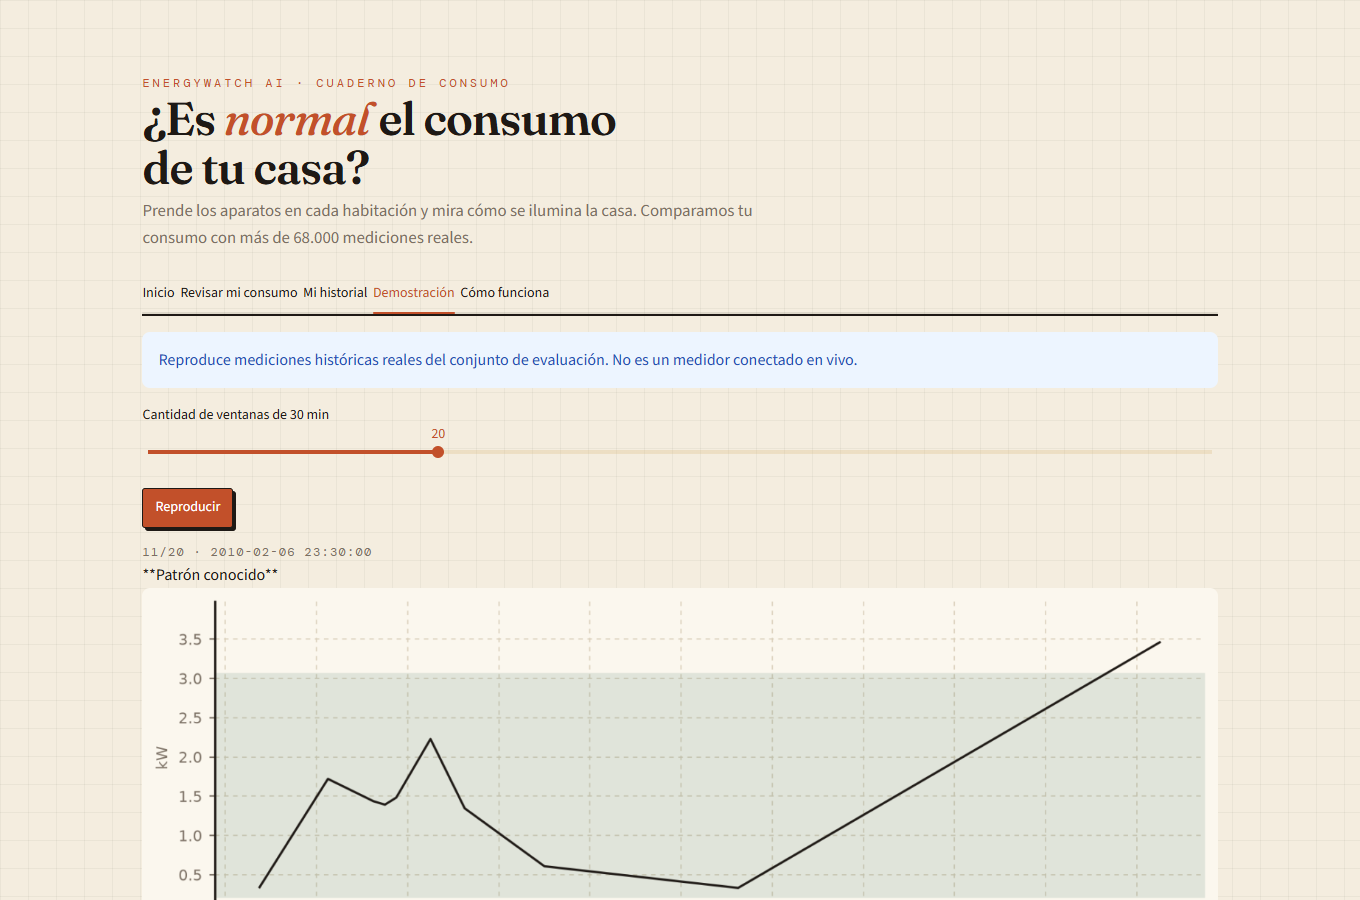 ENERGYWATCH AI · CUADERNO DE CONSUMO
¿Es normal el consumo
de tu casa?
Prende los aparatos en cada habitación y mira cómo se ilumina la casa. Comparamos tu
consumo con más de 68.000 mediciones reales.
Inicio Revisar mi consumo Mi historial Demostración Cómo funciona
Reproduce mediciones históricas reales del conjunto de evaluación. No es un medidor conectado en vivo.
Cantidad de ventanas de 30 min
20
Reproducir
11/20 · 2010-02-06 23:30:00
**Patrón conocido**
3.5
3.0
2.5
2.0
kW
1.5
1.0
0.5